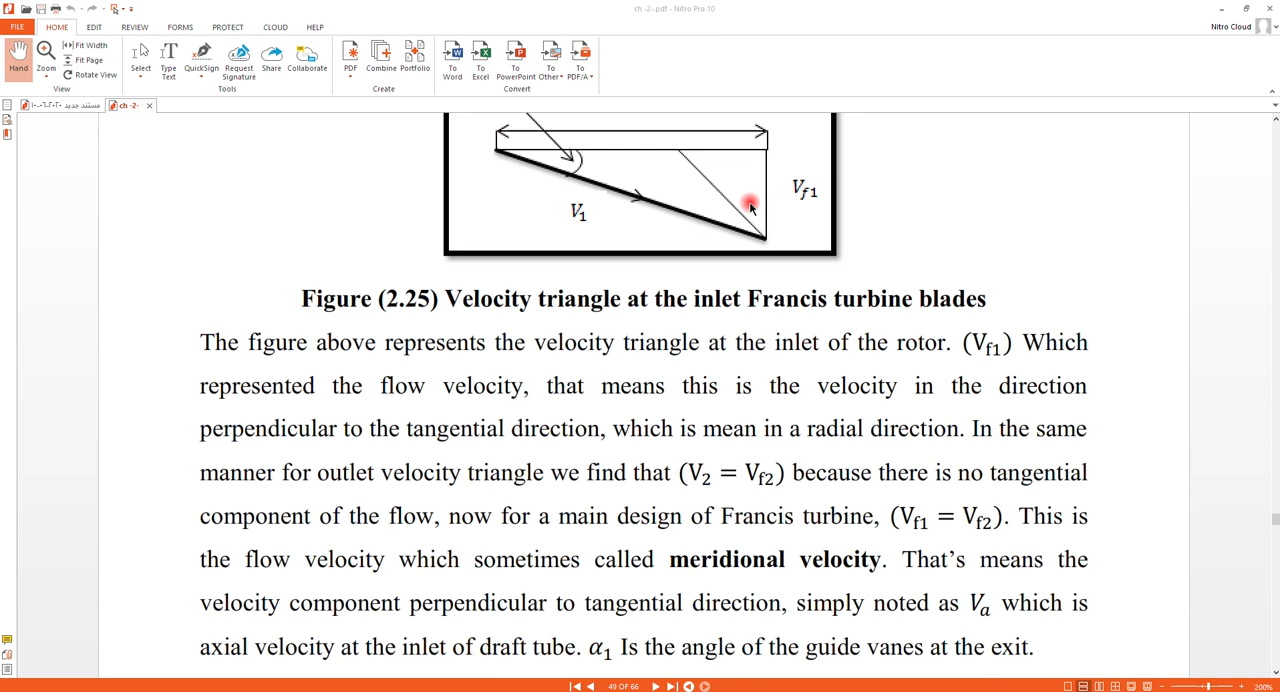 ch -2-.pdf - Nitro Pro 10
FILE HOME EDIT REVIEW FORMS PROTECT CLOUD HELP
Nitro Cloud
Hand Zoom Fit Width Fit Page Rotate View
View
Select Type Text QuickSign Request Signature Share Collaborate
Tools
PDF Combine Portfolio
Create
To Word To Excel To PowerPoint To Other To PDF/A
Convert
مستند جديد ch -2-
V₁
V_f1
Figure (2.25) Velocity triangle at the inlet Francis turbine blades
The figure above represents the velocity triangle at the inlet of the rotor. (V_f1) Which
represented the flow velocity, that means this is the velocity in the direction
perpendicular to the tangential direction, which is mean in a radial direction. In the same
manner for outlet velocity triangle we find that (V₂ = V_f2) because there is no tangential
component of the flow, now for a main design of Francis turbine, (V_f1 = V_f2). This is
the flow velocity which sometimes called meridional velocity. That's means the
velocity component perpendicular to tangential direction, simply noted as Vₐ which is
axial velocity at the inlet of draft tube. α₁ Is the angle of the guide vanes at the exit.
49 OF 66
200%